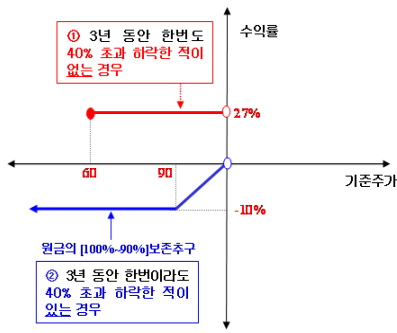 수익률
① 3년 동안 한번도
40% 초과 하락한 적이
없는 경우
27%
60
90
기준주가
-10%
원금의 [100%~90%]보존추구
② 3년 동안 한번이라도
40% 초과 하락한 적이
있는 경우